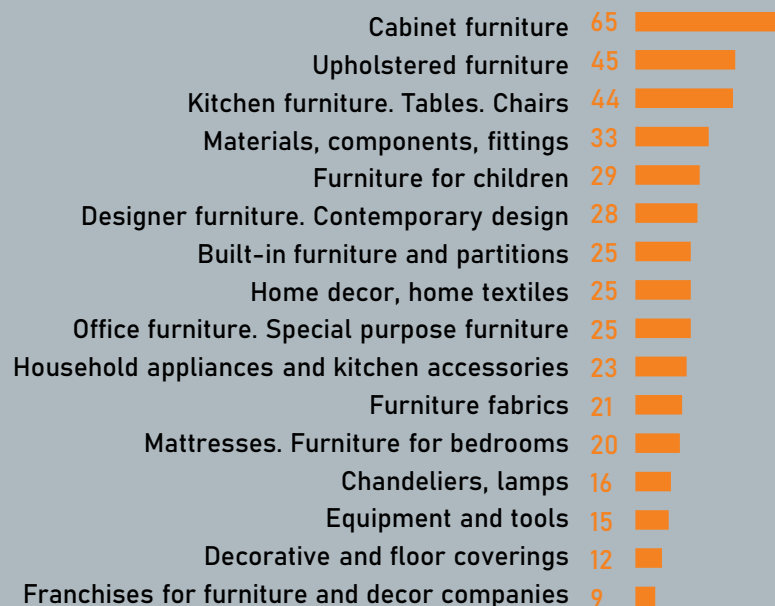 Cabinet furniture 65
Upholstered furniture 45
Kitchen furniture. Tables. Chairs 44
Materials, components, fittings 33
Furniture for children 29
Designer furniture. Contemporary design 28
Built-in furniture and partitions 25
Home decor, home textiles 25
Office furniture. Special purpose furniture 25
Household appliances and kitchen accessories 23
Furniture fabrics 21
Mattresses. Furniture for bedrooms 20
Chandeliers, lamps 16
Equipment and tools 15
Decorative and floor coverings 12
Franchises for furniture and decor companies 9